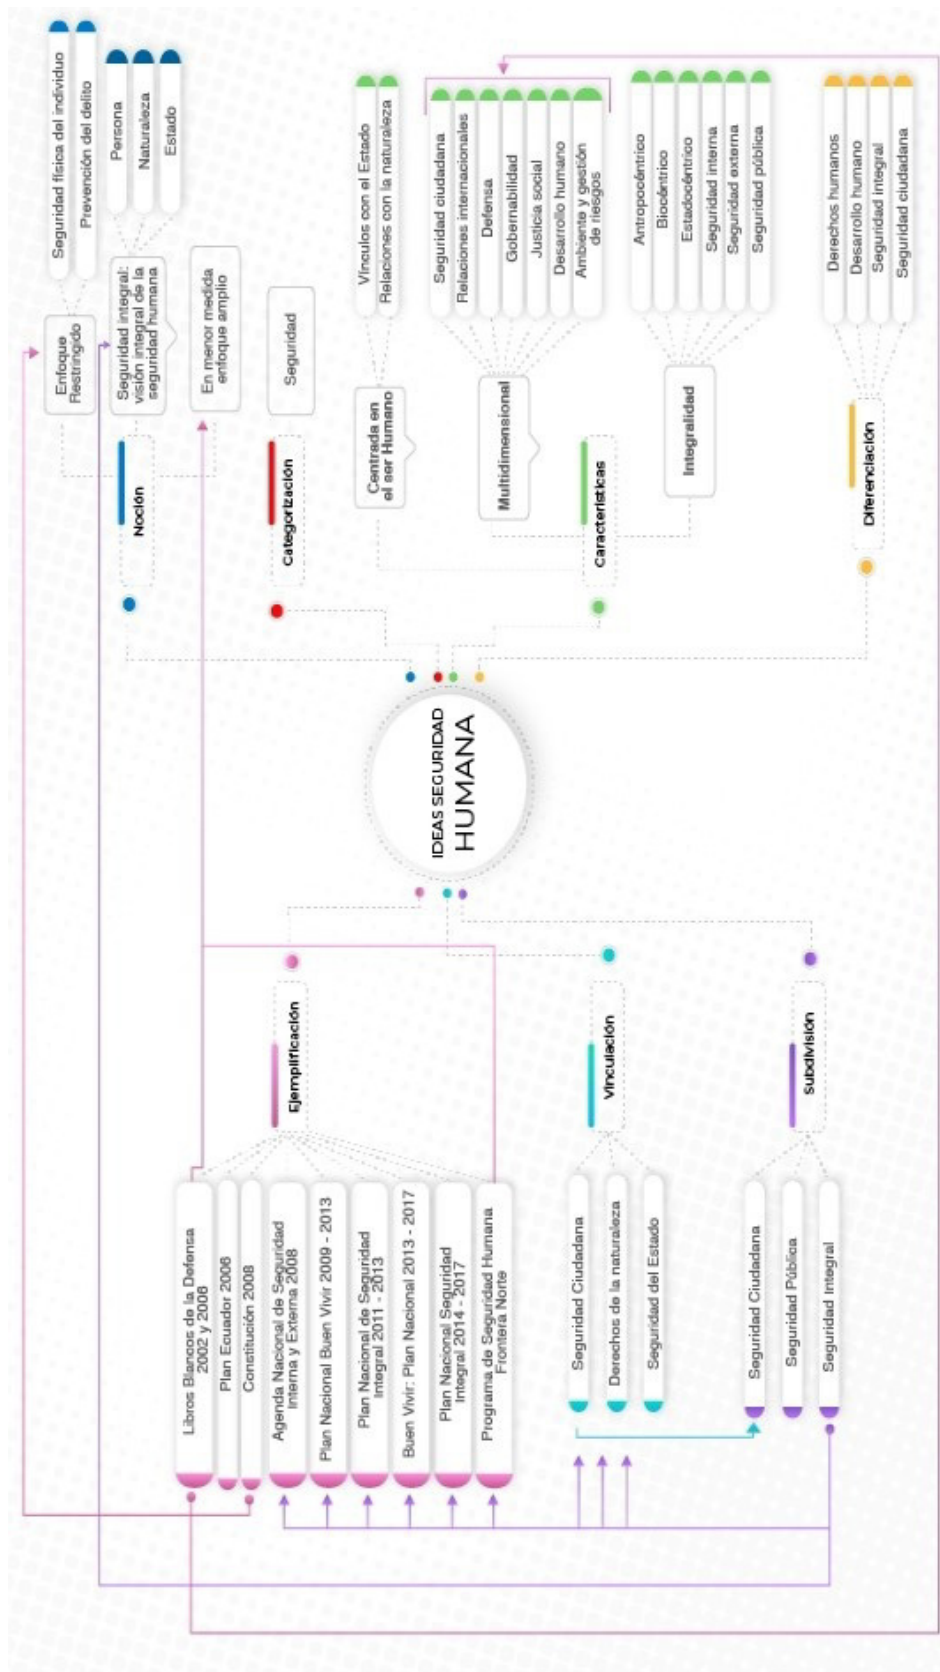 IDEAS SEGURIDAD
HUMANA
Noción
Enfoque
Restringido
Seguridad física del individuo
Prevención del delito
Seguridad integral:
visión integral de la
seguridad humana
Persona
Naturaleza
Estado
En menor medida
enfoque amplio
Categorización
Seguridad
Características
Centrada en
el ser Humano
Vínculos con el Estado
Relaciones con la naturaleza
Multidimensional
Seguridad ciudadana
Relaciones internacionales
Defensa
Gobernabilidad
Justicia social
Desarrollo humano
Ambiente y gestión
de riesgos
Integralidad
Antropocéntrico
Biocéntrico
Estadocéntrico
Seguridad interna
Seguridad externa
Seguridad pública
Diferenciación
Derechos humanos
Desarrollo humano
Seguridad integral
Seguridad ciudadana
Ejemplificación
Libros Blancos de la Defensa
2002 y 2006
Plan Ecuador 2006
Constitución 2008
Agenda Nacional de Seguridad
Interna y Externa 2008
Plan Nacional Buen Vivir 2009 - 2013
Plan Nacional de Seguridad
Integral 2011 - 2013
Buen Vivir: Plan Nacional 2013 - 2017
Plan Nacional Seguridad
Integral 2014 - 2017
Programa de Seguridad Humana
Frontera Norte
Vinculación
Seguridad Ciudadana
Derechos de la naturaleza
Seguridad del Estado
Subdivisión
Seguridad Ciudadana
Seguridad Pública
Seguridad Integral